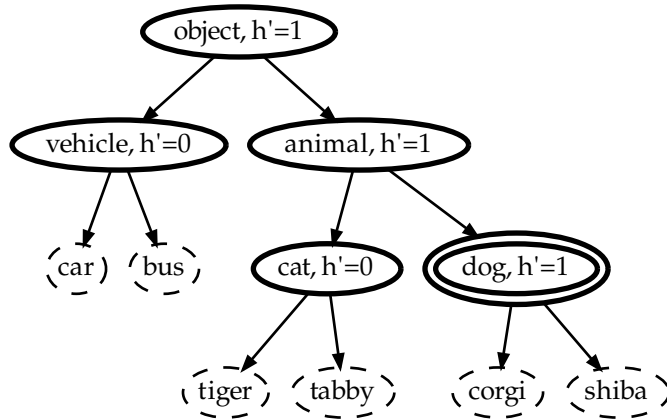 object, h'=1
vehicle, h'=0
animal, h'=1
car
bus
cat, h'=0
dog, h'=1
tiger
tabby
corgi
shiba